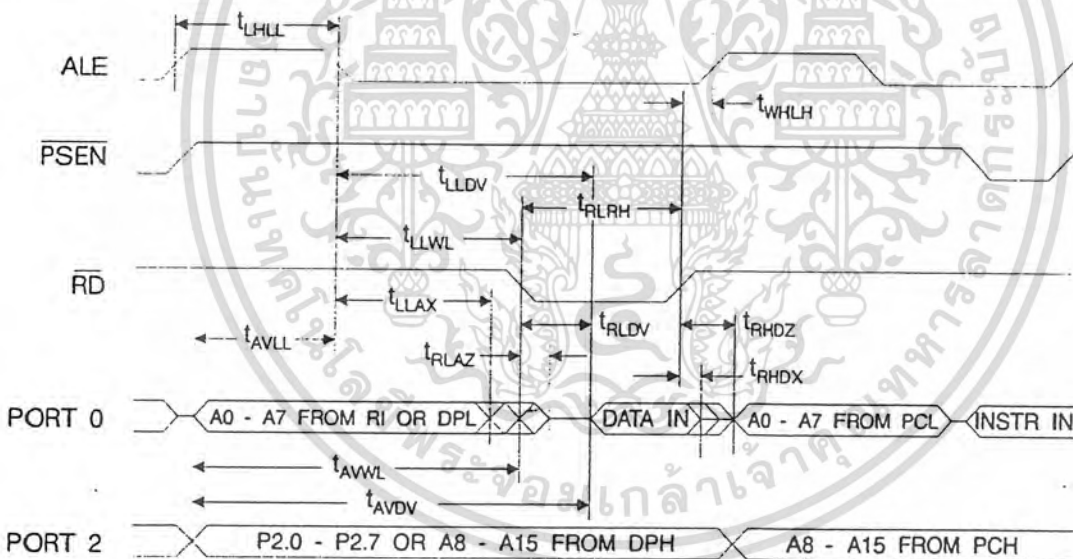 tLHLL
ALE
tWHLH
PSEN
tLLDV
tRLRH
tLLWL
RD
tLLAX
tRLDV
tRHDZ
tAVLL
tRLAZ
tRHDX
PORT 0
A0 - A7 FROM RI OR DPL
DATA IN
A0 - A7 FROM PCL
INSTR IN
tAVWL
tAVDV
PORT 2
P2.0 - P2.7 OR A8 - A15 FROM DPH
A8 - A15 FROM PCH